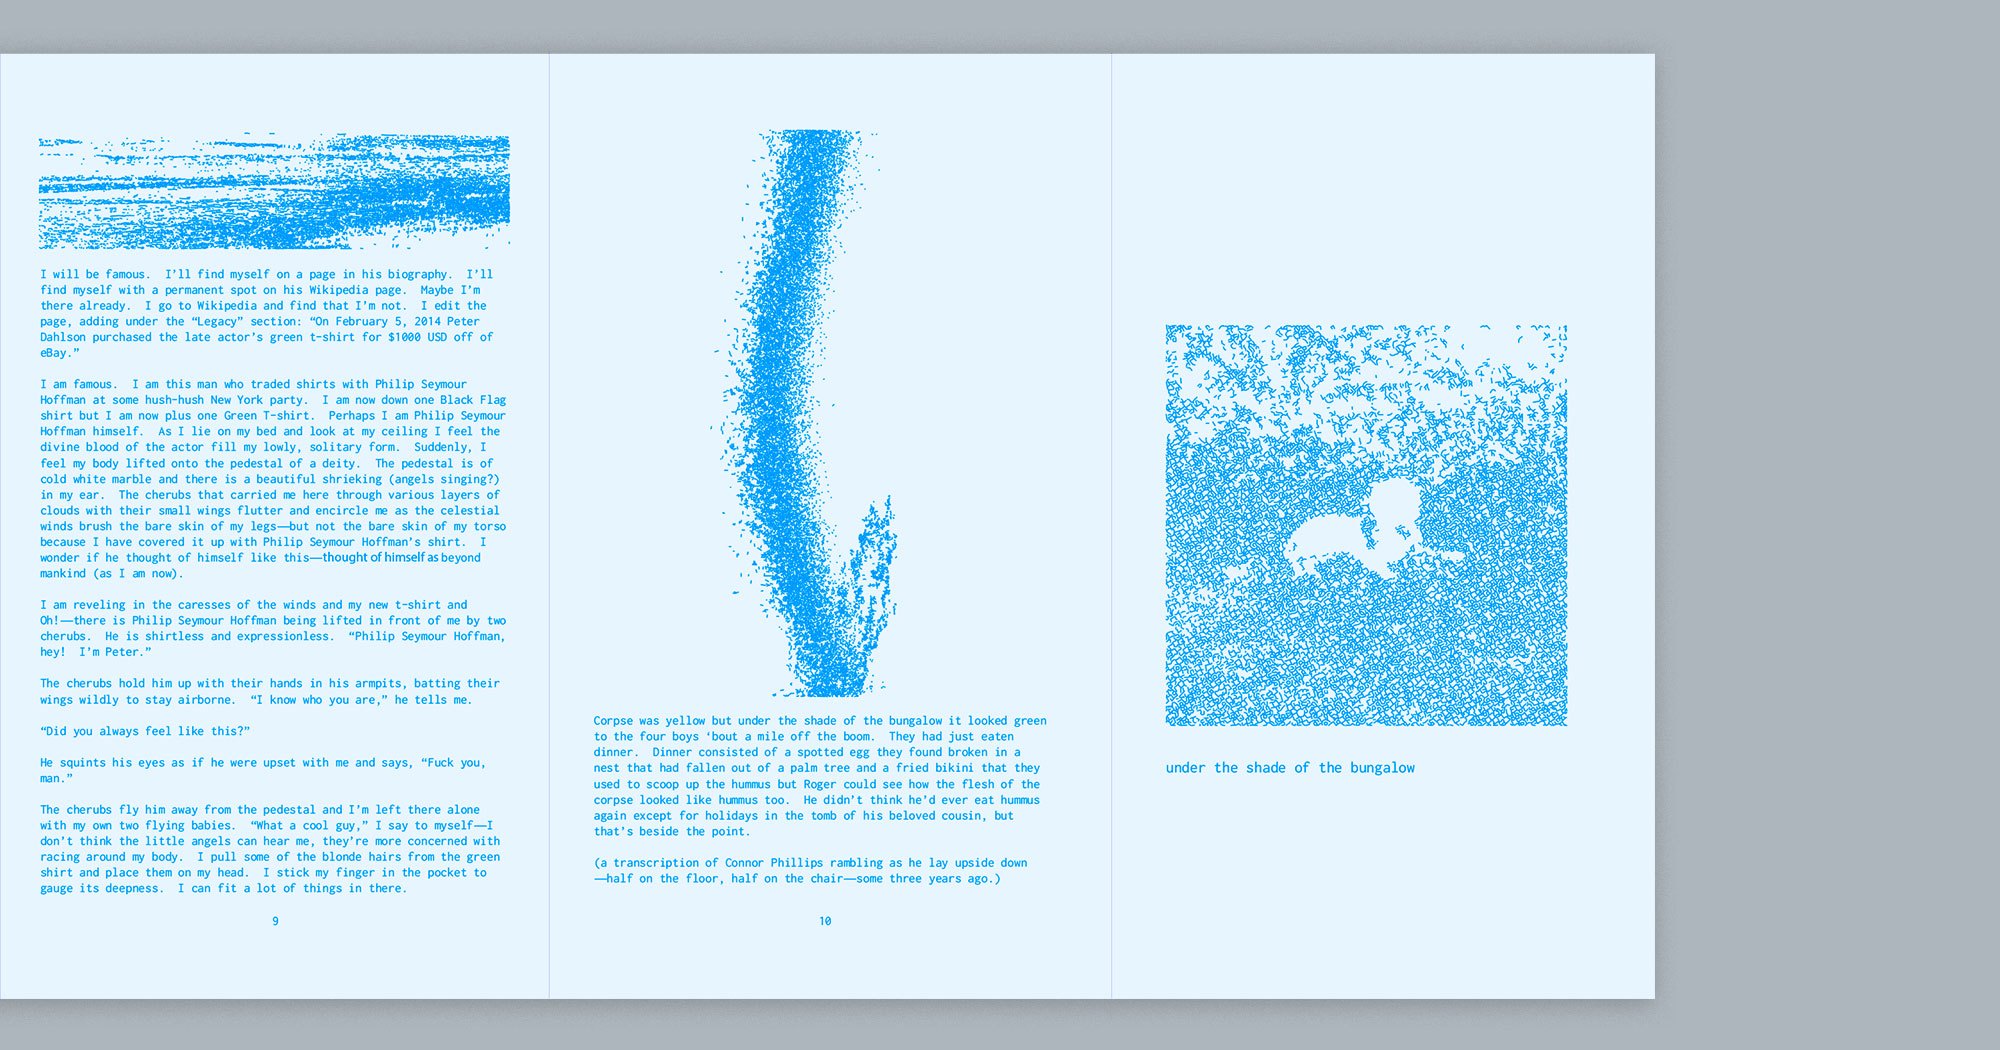 I will be famous.  I’ll find myself on a page in his biography.  I’ll
find myself with a permanent spot on his Wikipedia page.  Maybe I’m
there already.  I go to Wikipedia and find that I’m not.  I edit the
page, adding under the “Legacy” section: “On February 5, 2014 Peter
Dahlson purchased the late actor’s green t-shirt for $1000 USD off of
eBay.”
I am famous.  I am this man who traded shirts with Philip Seymour
Hoffman at some hush-hush New York party.  I am now down one Black Flag
shirt but I am now plus one Green T-shirt.  Perhaps I am Philip Seymour
Hoffman himself.  As I lie on my bed and look at my ceiling I feel the
divine blood of the actor fill my lowly, solitary form.  Suddenly, I
feel my body lifted onto the pedestal of a deity.  The pedestal is of
cold white marble and there is a beautiful shrieking (angels singing?)
in my ear.  The cherubs that carried me here through various layers of
clouds with their small wings flutter and encircle me as the celestial
winds brush the bare skin of my legs——but not the bare skin of my torso
because I have covered it up with Philip Seymour Hoffman’s shirt.  I
wonder if he thought of himself like this——thought of himself as beyond
mankind (as I am now).
I am reveling in the caresses of the winds and my new t-shirt and
Oh!——there is Philip Seymour Hoffman being lifted in front of me by two
cherubs.  He is shirtless and expressionless.  “Philip Seymour Hoffman,
hey!  I’m Peter.”
The cherubs hold him up with their hands in his armpits, batting their
wings wildly to stay airborne.  “I know who you are,” he tells me.
“Did you always feel like this?”
He squints his eyes as if he were upset with me and says, “Fuck you,
man.”
The cherubs fly him away from the pedestal and I’m left there alone
with my own two flying babies.  “What a cool guy,” I say to myself——I
don’t think the little angels can hear me, they’re more concerned with
racing around my body.  I pull some of the blonde hairs from the green
shirt and place them on my head.  I stick my finger in the pocket to
gauge its deepness.  I can fit a lot of things in there.
9
Corpse was yellow but under the shade of the bungalow it looked green
to the four boys ‘bout a mile off the boom.  They had just eaten
dinner.  Dinner consisted of a spotted egg they found broken in a
nest that had fallen out of a palm tree and a fried bikini that they
used to scoop up the hummus but Roger could see how the flesh of the
corpse looked like hummus too.  He didn’t think he’d ever eat hummus
again except for holidays in the tomb of his beloved cousin, but
that’s beside the point.
(a transcription of Connor Phillips rambling as he lay upside down
——half on the floor, half on the chair——some three years ago.)
10
under the shade of the bungalow